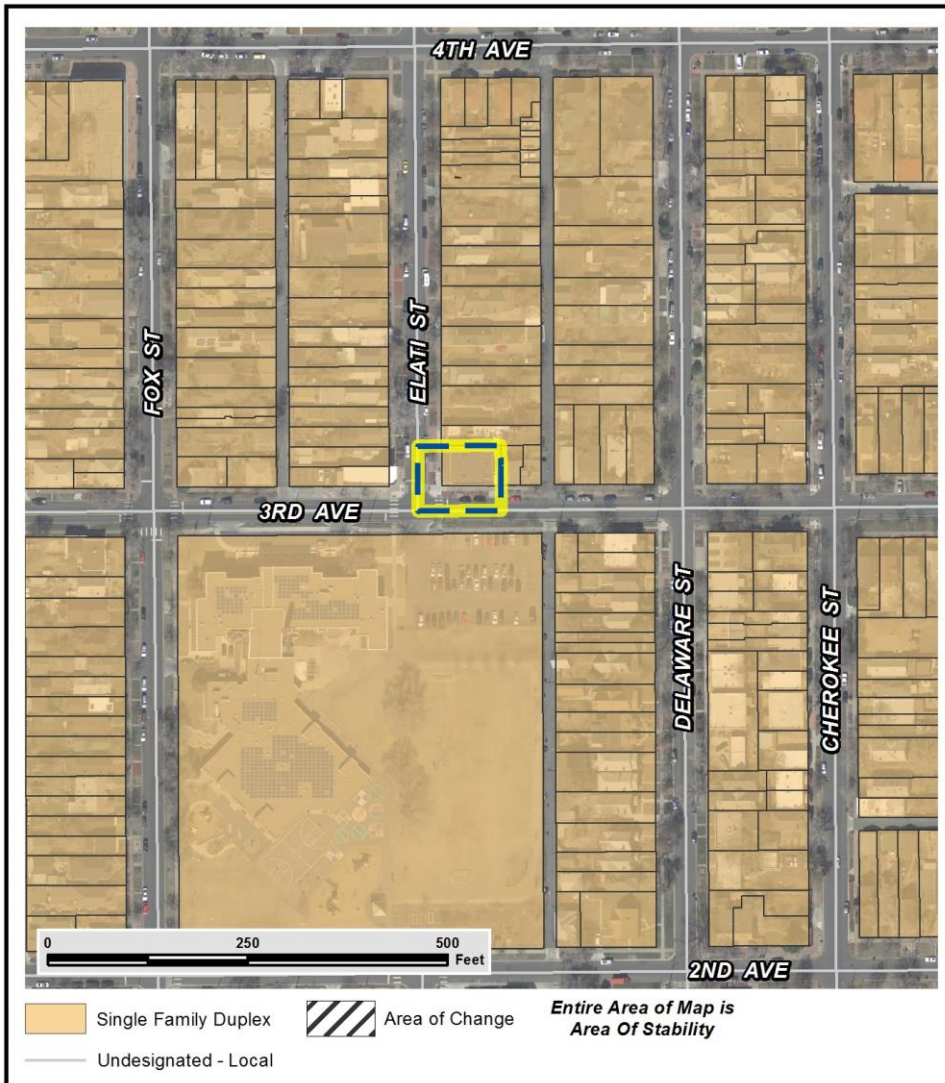 4TH AVE
FOX ST
ELATI ST
3RD AVE
DELAWARE ST
CHEROKEE ST
0 250 500
Feet
2ND AVE
Single Family Duplex
Area of Change
Entire Area of Map is
Area Of Stability
Undesignated - Local